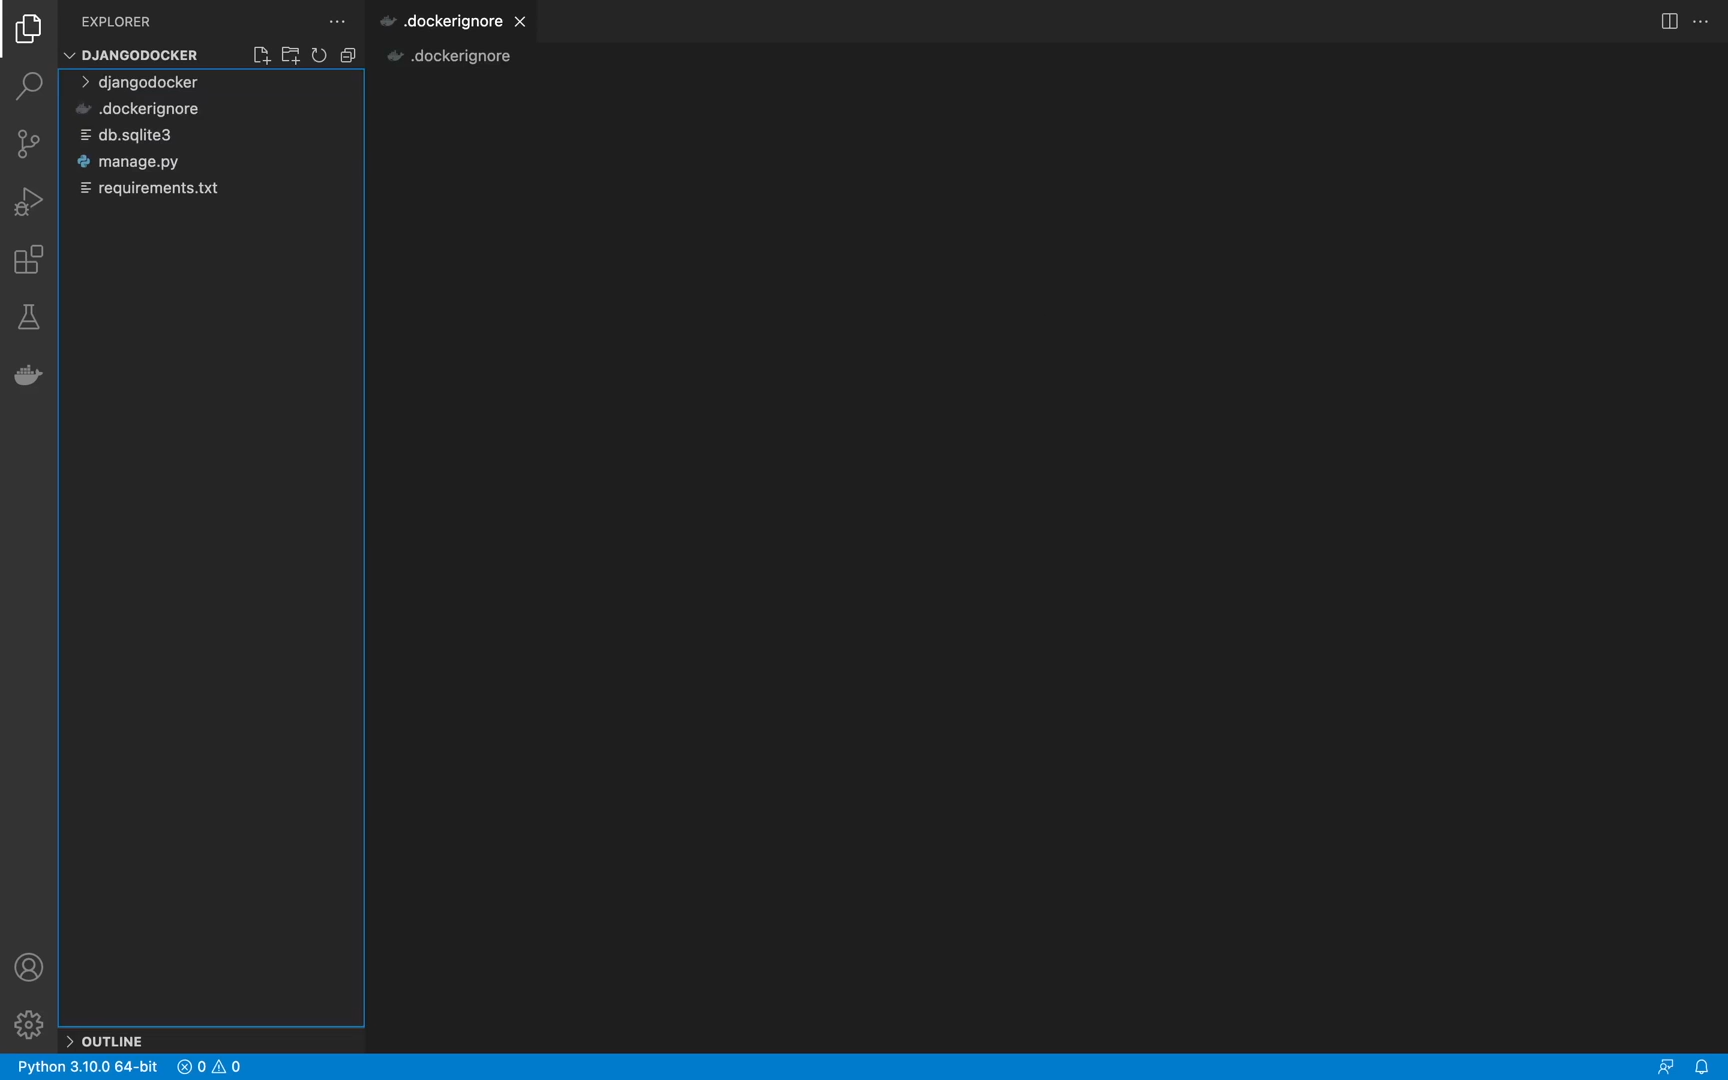 EXPLORER
DJANGODOCKER
djangodocker
.dockerignore
db.sqlite3
manage.py
requirements.txt
OUTLINE
.dockerignore
.dockerignore
Python 3.10.0 64-bit 0 0